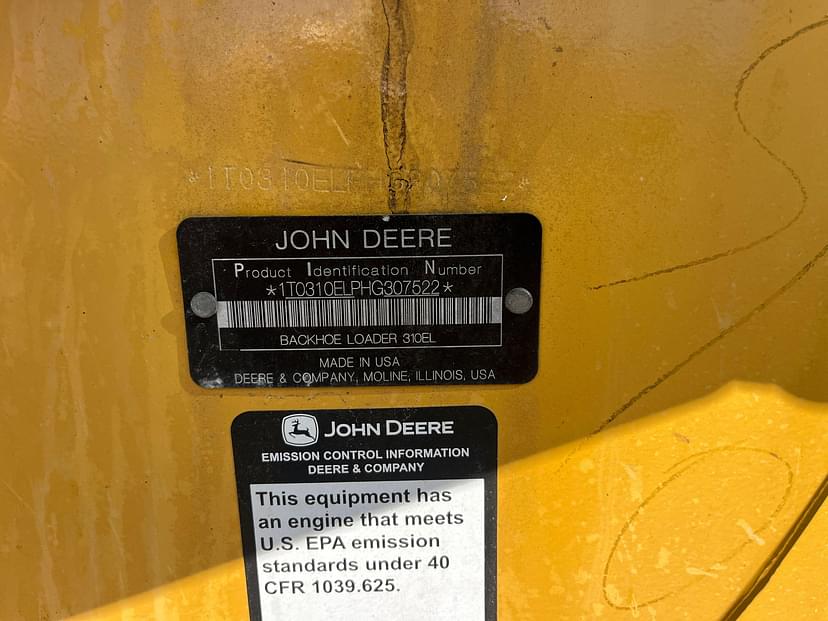 JOHN DEERE
Product Identification Number
*1T0310ELPHG307522*
BACKHOE LOADER 310EL
MADE IN USA
DEERE & COMPANY, MOLINE, ILLINOIS, USA
JOHN DEERE
EMISSION CONTROL INFORMATION
DEERE & COMPANY
This equipment has
an engine that meets
U.S. EPA emission
standards under 40
CFR 1039.625.